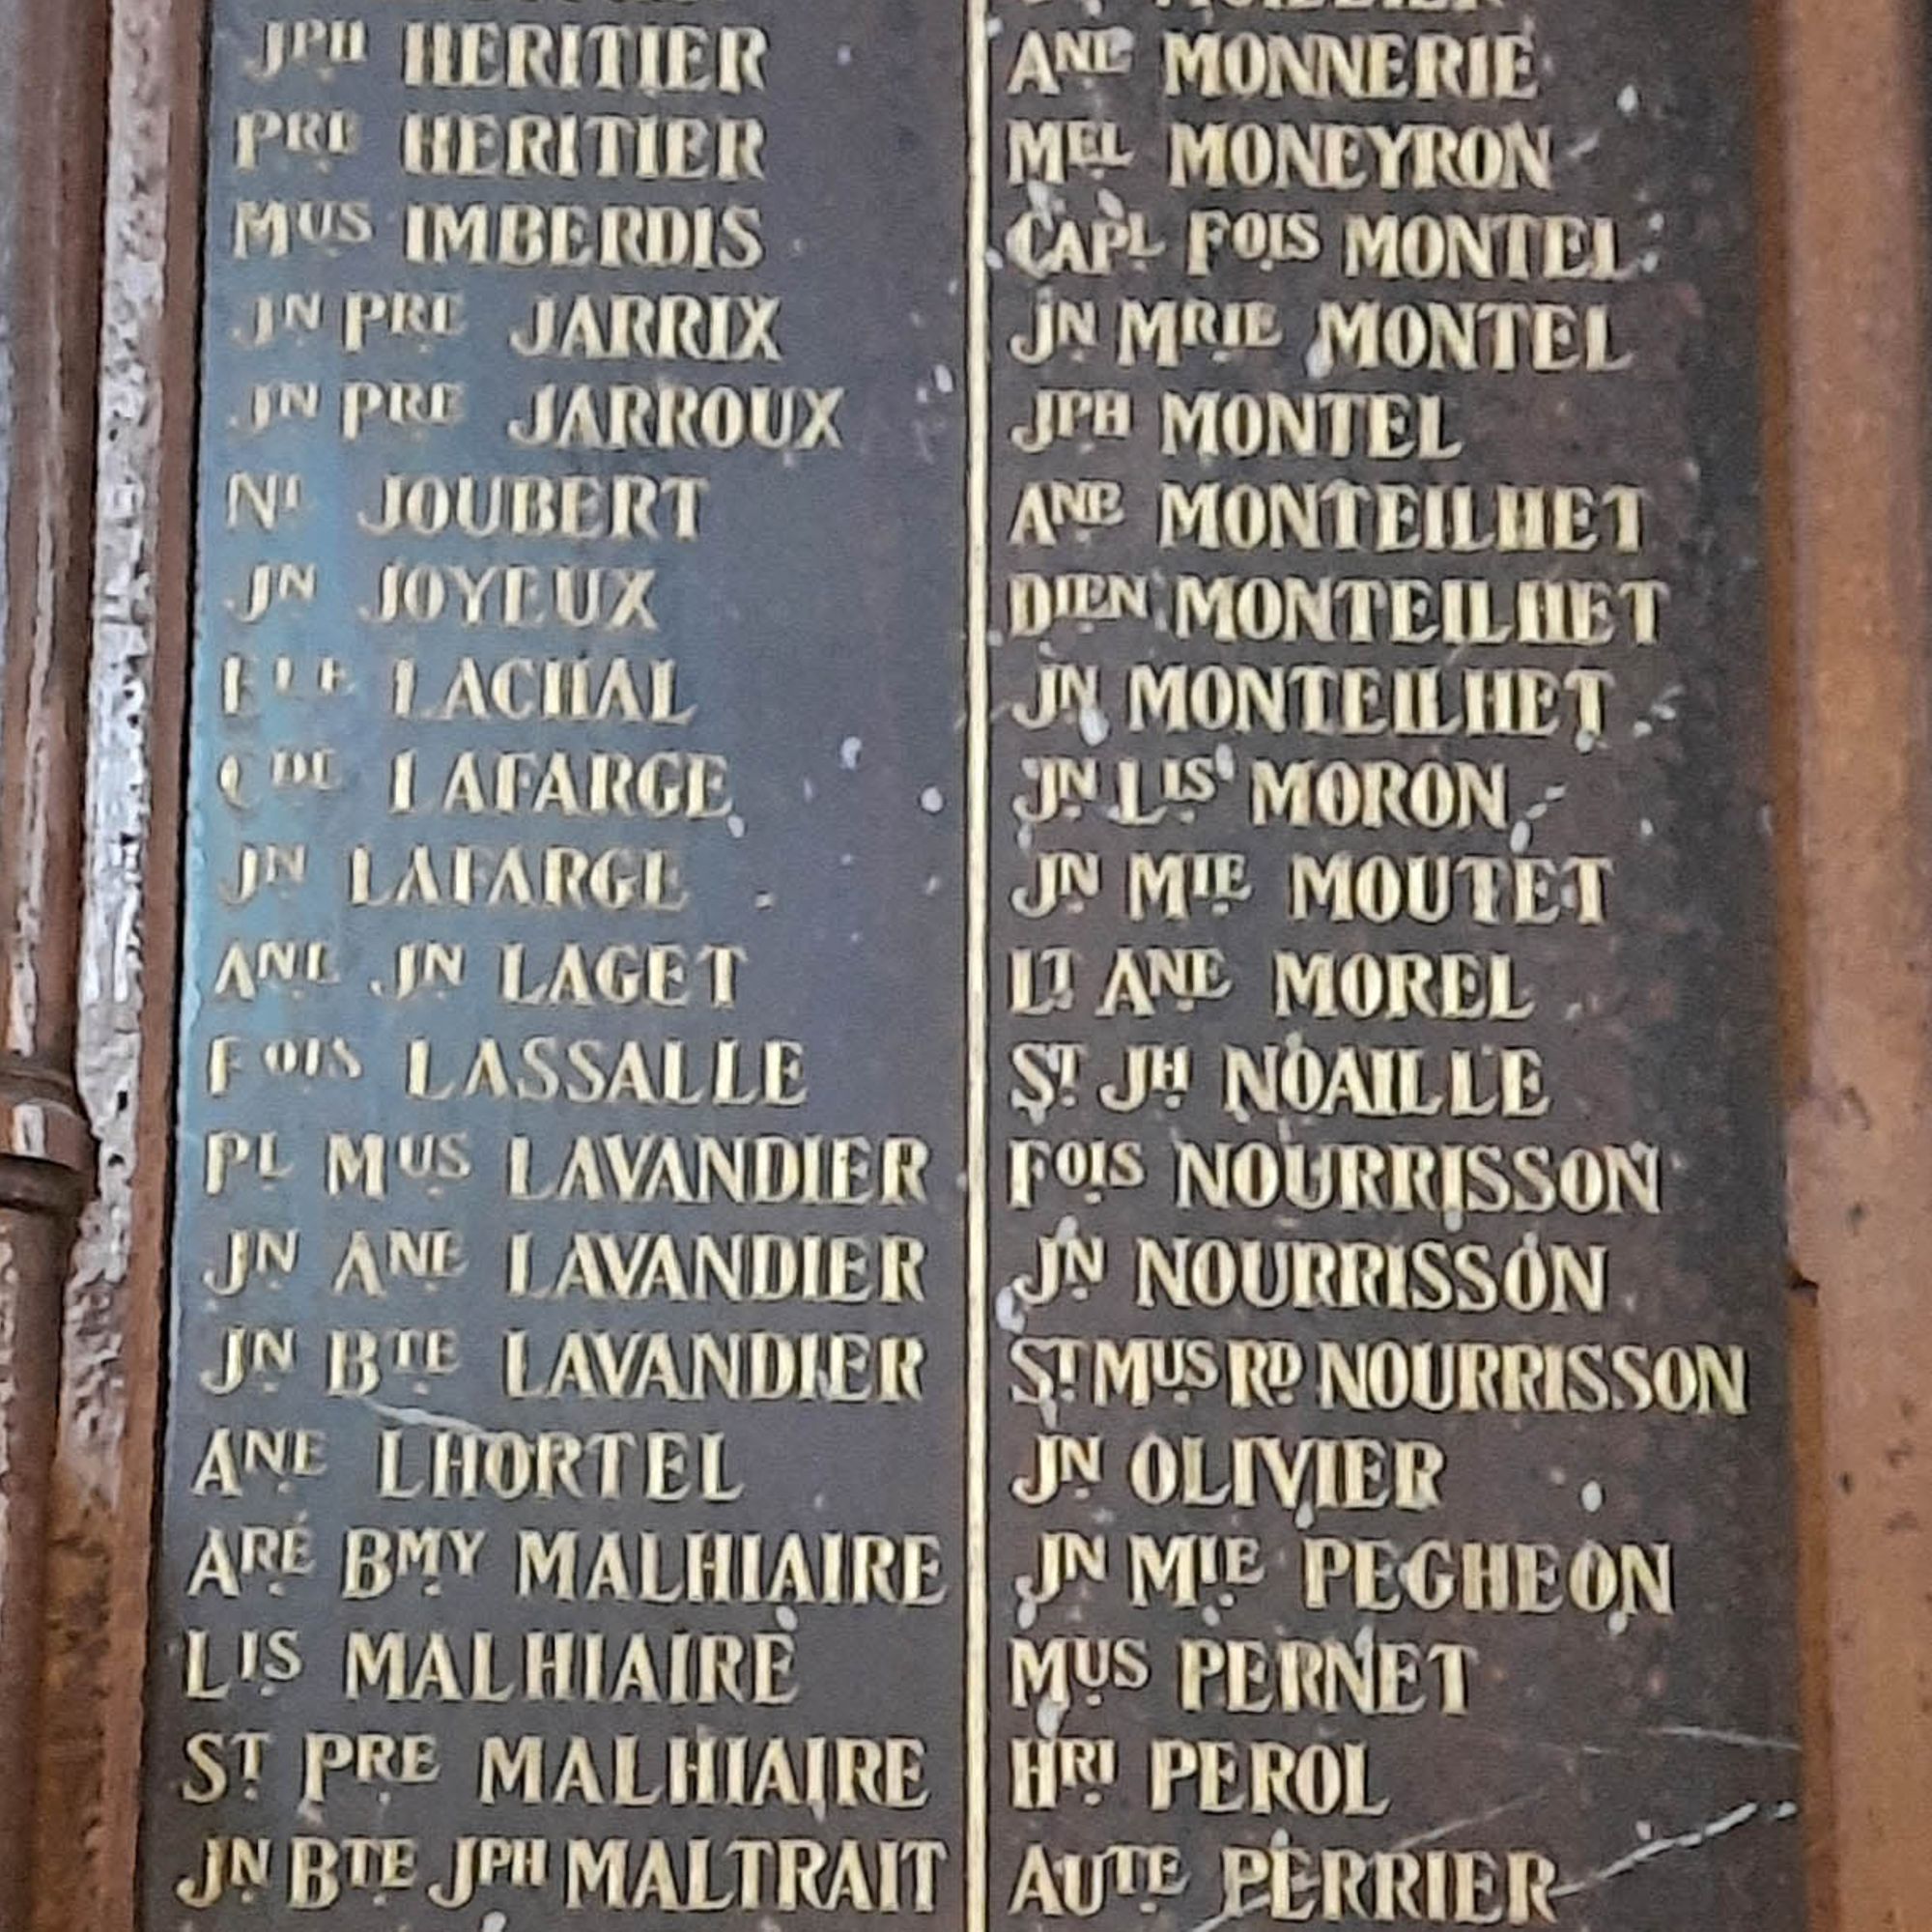 JPH HERITIER
PRE HERITIER
MUS IMBERDIS
JN PRE JARRIX
JN PRE JARROUX
NL JOUBERT
JN JOYEUX
ELE LACHAL
CDE LAFARGE
JN LAFARGE
ANE JN LAGET
FOIS LASSALLE
PL MUS LAVANDIER
JN ANE LAVANDIER
JN BTE LAVANDIER
ANE LHORTEL
ARÉ BMY MALHIAIRE
LIS MALHIAIRE
ST PRE MALHIAIRE
JN BTE JPH MALTRAIT
ANE MONNERIE
MEL MONEYRON
CAPL FOIS MONTEL
JN MRIE MONTEL
JPH MONTEL
ANE MONTEILHET
DIEN MONTEILHET
JN MONTEILHET
JN LIS MORON
JN MIE MOUTET
LT ANE MOREL
ST JH NOAILLE
FOIS NOURRISSON
JN NOURRISSON
ST MUS RD NOURRISSON
JN OLIVIER
JN MIE PEGHEON
MUS PERNET
HRI PEROL
AUTE PERRIER